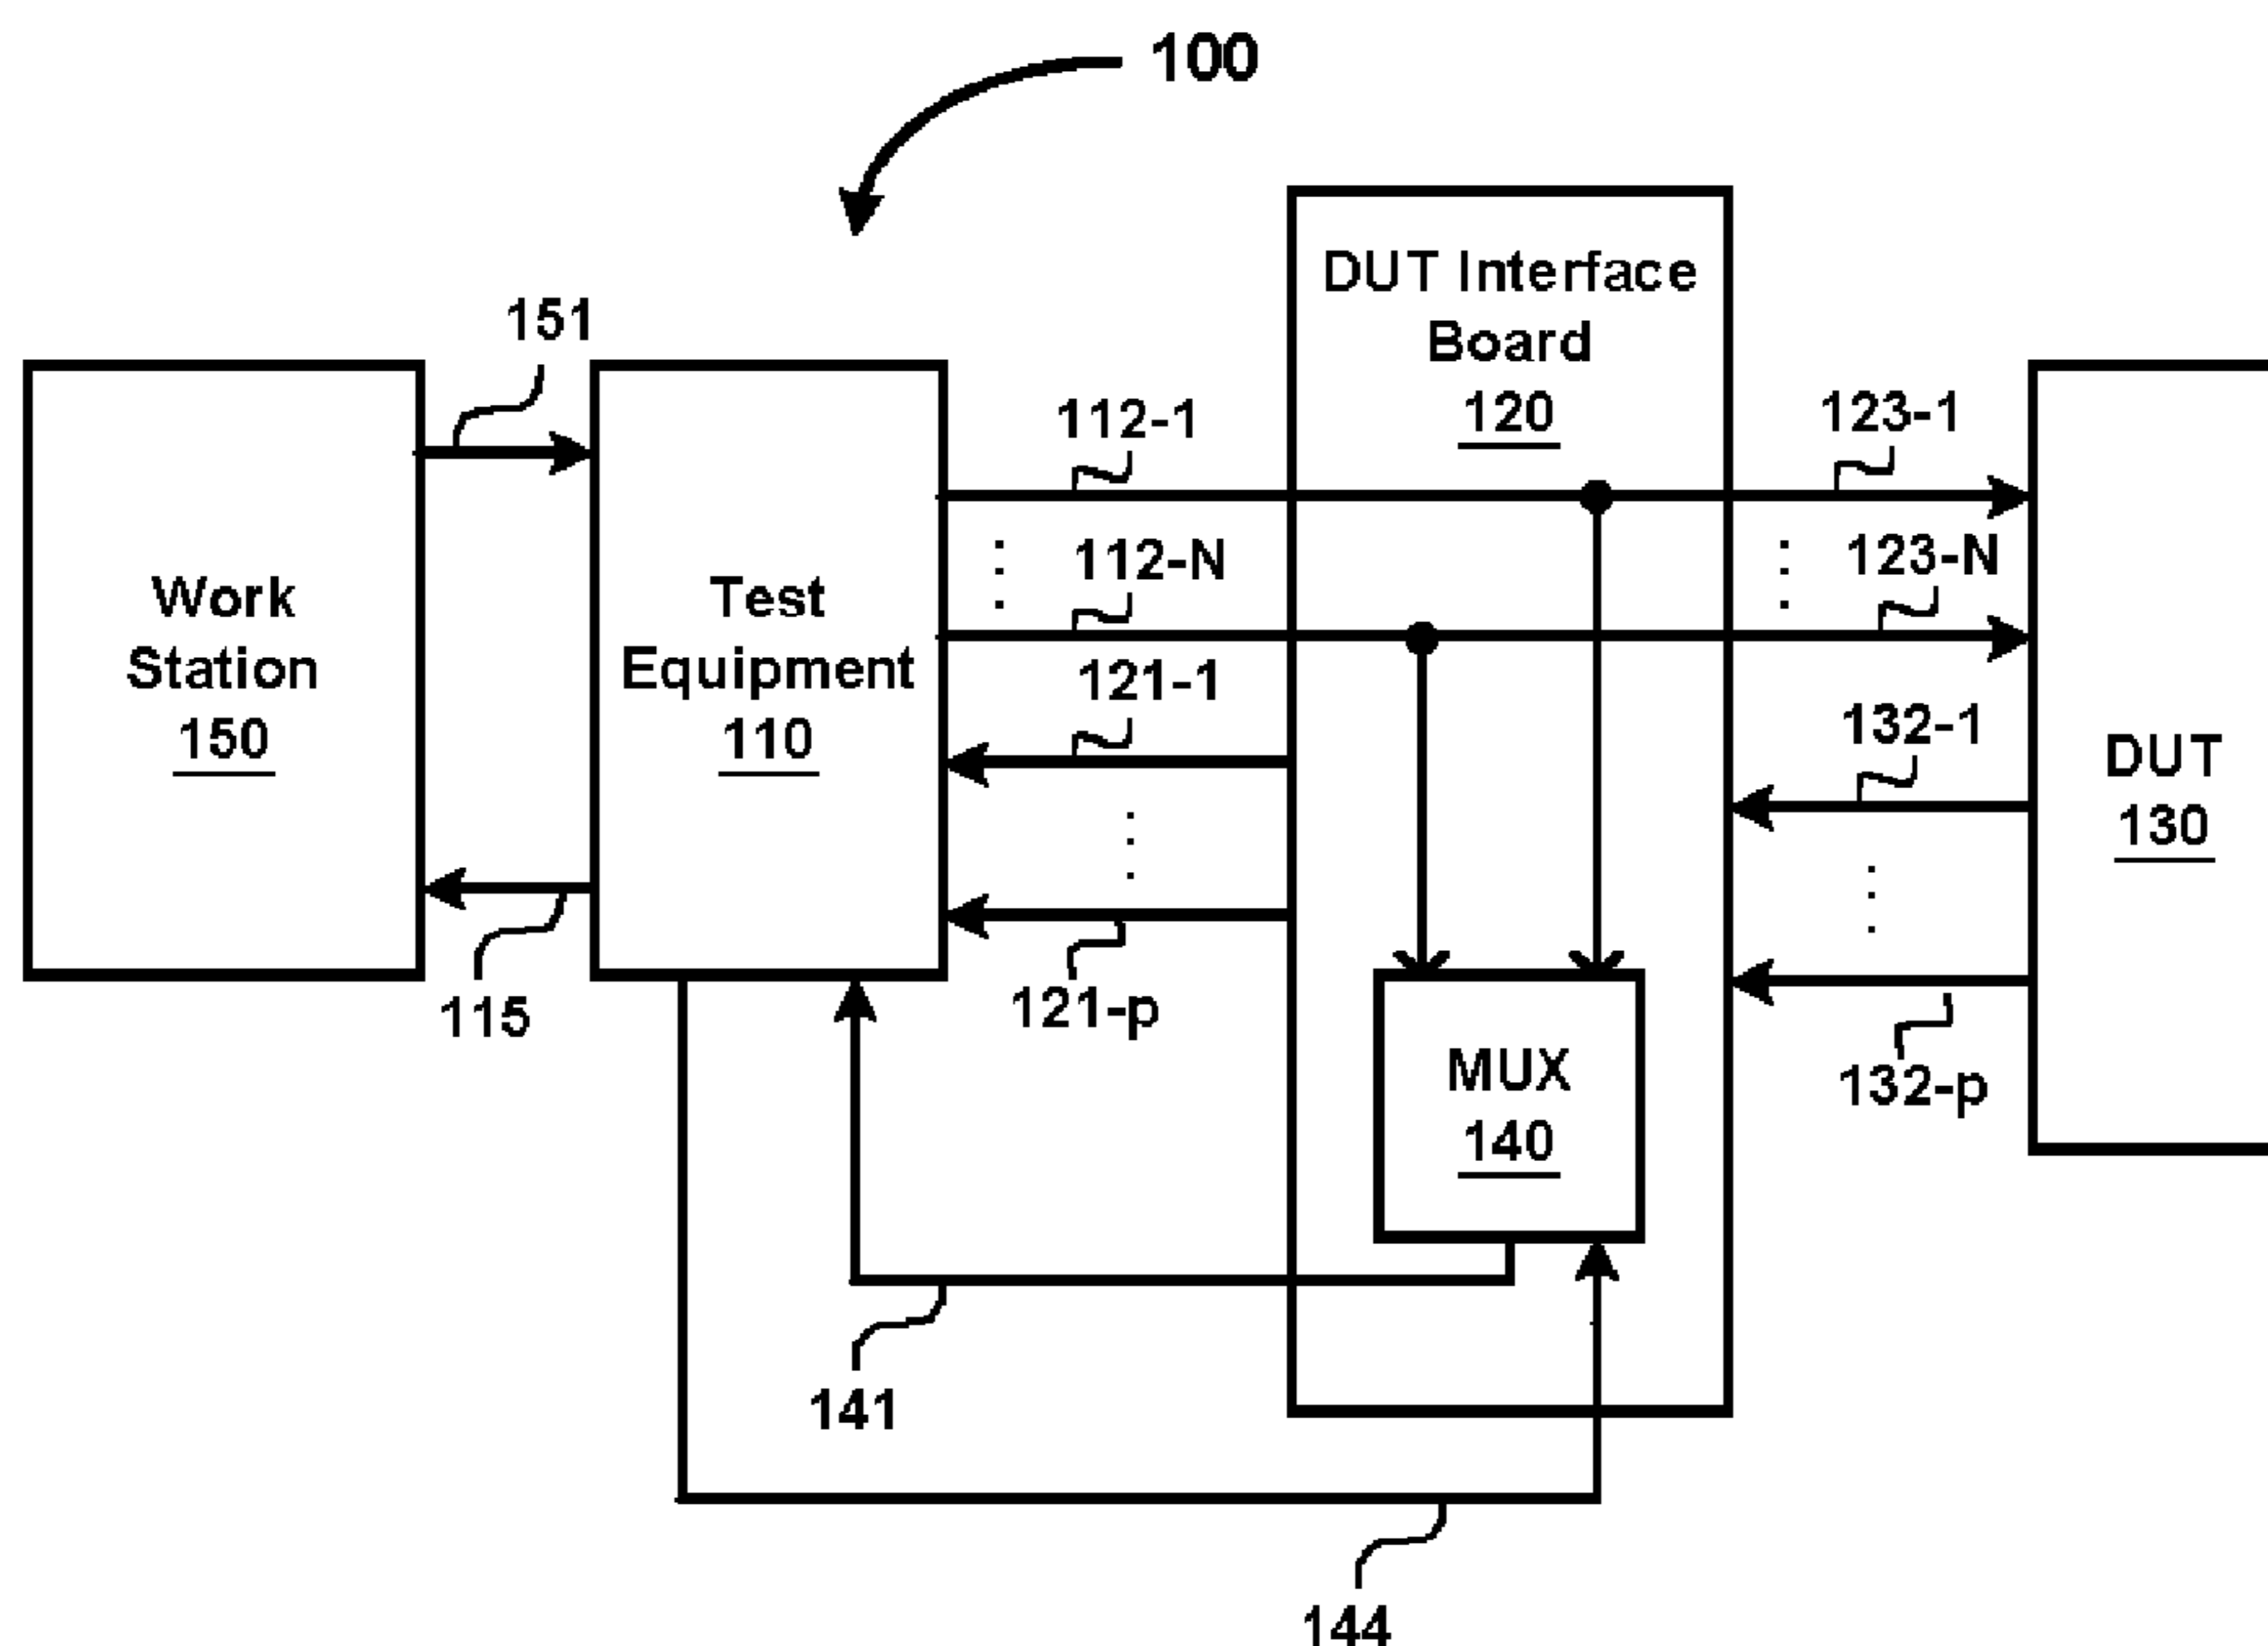 100
151
Work
Station
150
115
Test
Equipment
110
112-1
112-N
121-1
121-p
DUT Interface
Board
120
MUX
140
123-1
123-N
132-1
132-p
DUT
130
141
144